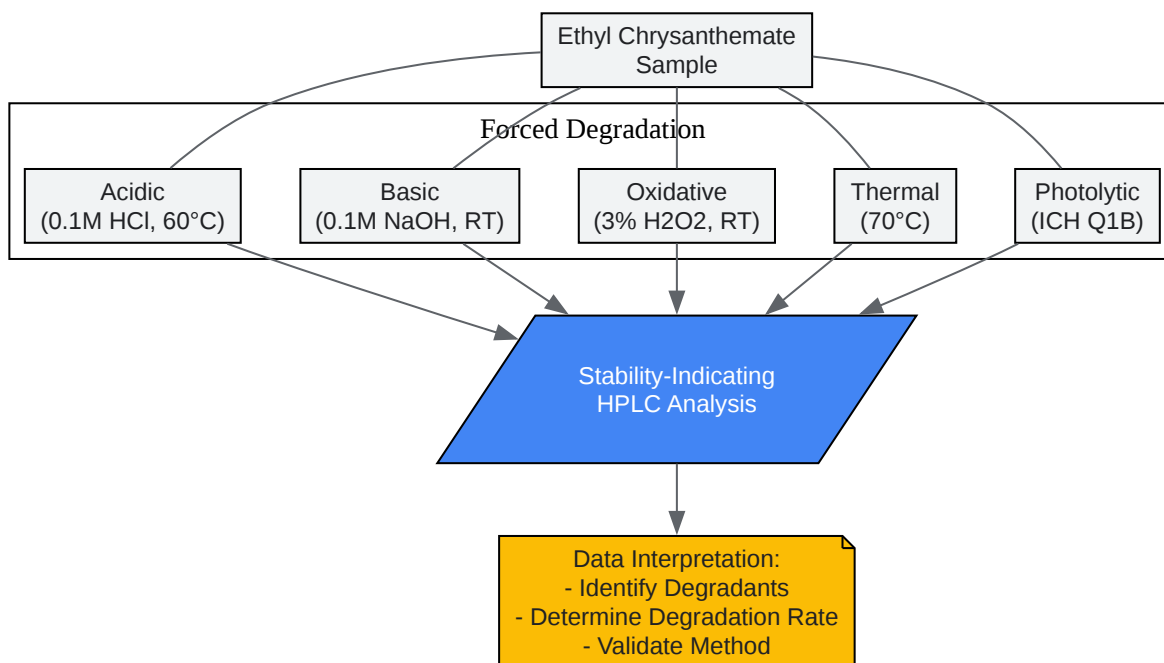 Ethyl Chrysanthemate
Sample
Forced Degradation
Acidic
(0.1M HCl, 60°C)
Basic
(0.1M NaOH, RT)
Oxidative
(3% H2O2, RT)
Thermal
(70°C)
Photolytic
(ICH Q1B)
Stability-Indicating
HPLC Analysis
Data Interpretation:
- Identify Degradants
- Determine Degradation Rate
- Validate Method